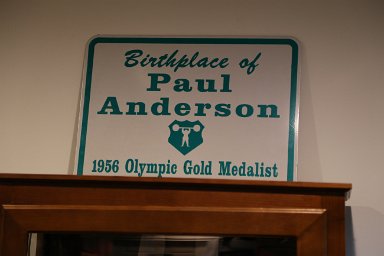 Birthplace of
Paul
Anderson
1956 Olympic Gold Medalist